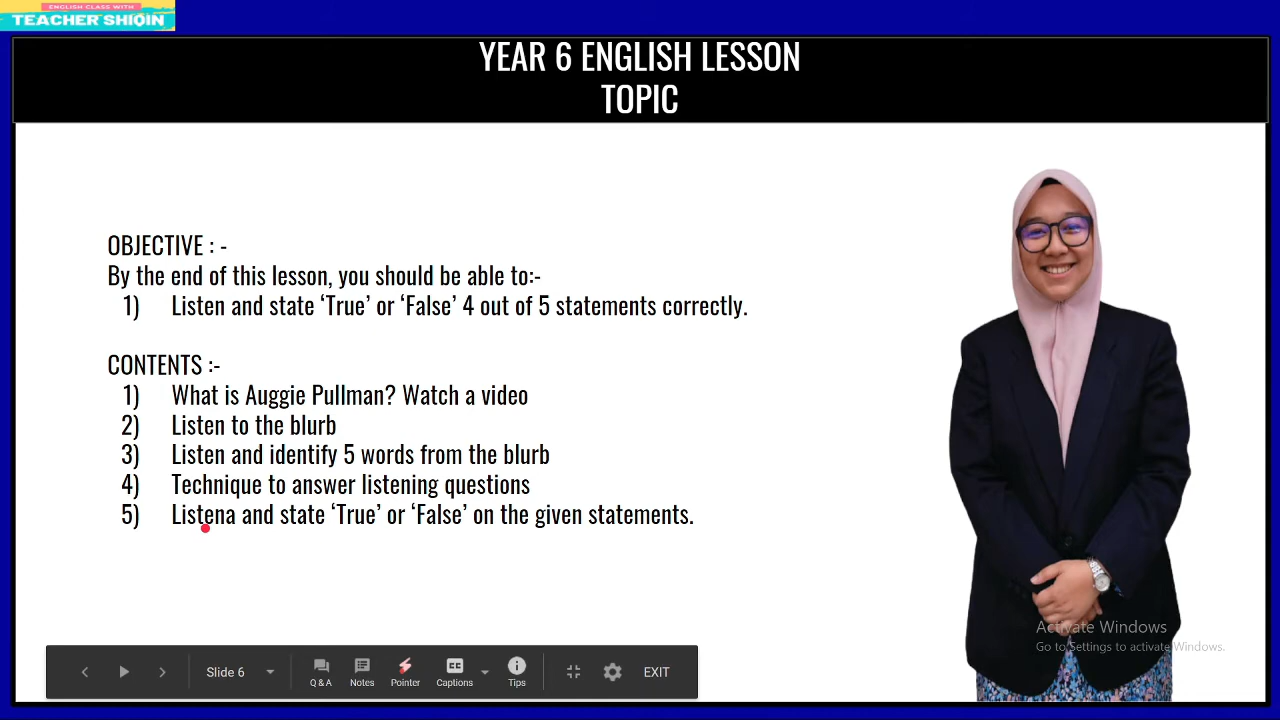 ENGLISH CLASS WITH
TEACHER SHIQIN
YEAR 6 ENGLISH LESSON
TOPIC
OBJECTIVE : -
By the end of this lesson, you should be able to:-
1) Listen and state ‘True’ or ‘False’ 4 out of 5 statements correctly.
CONTENTS :-
1) What is Auggie Pullman? Watch a video
2) Listen to the blurb
3) Listen and identify 5 words from the blurb
4) Technique to answer listening questions
5) Listena and state ‘True’ or ‘False’ on the given statements.
Activate Windows
Go to Settings to activate Windows.
Slide 6
Q & A
Notes
Pointer
CC
Captions
Tips
EXIT